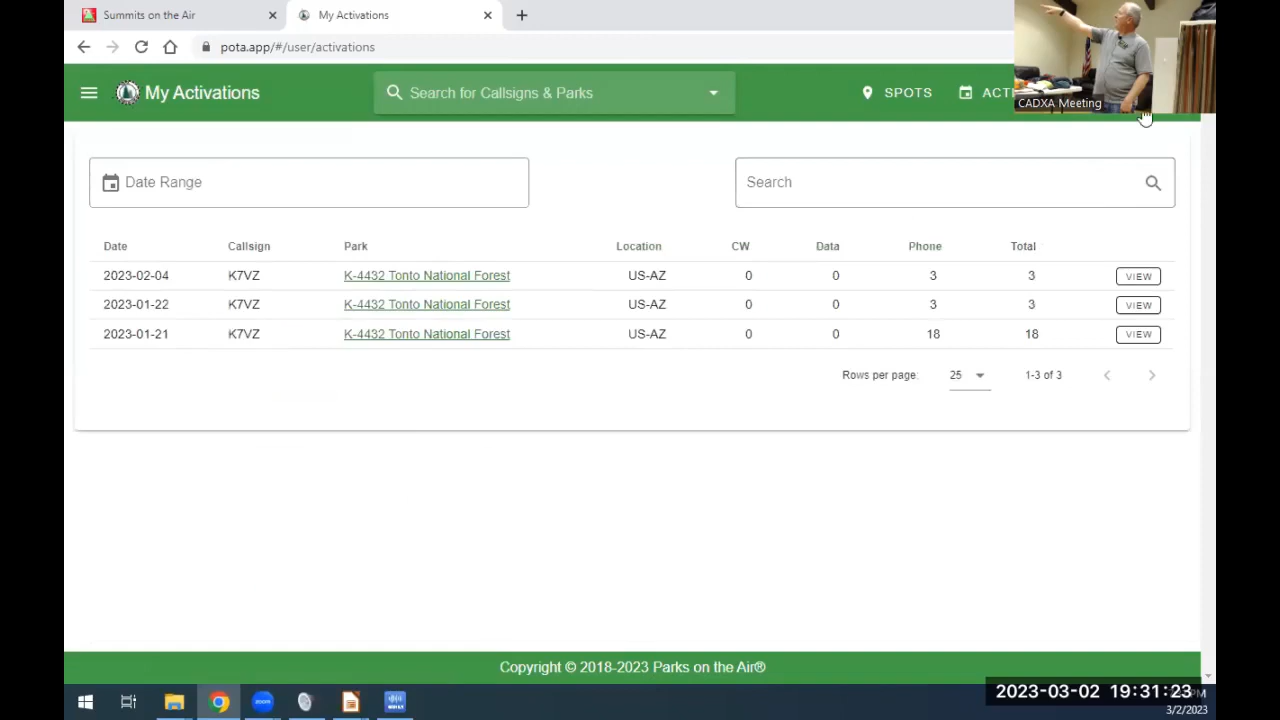 Summits on the Air
My Activations
pota.app/#/user/activations
My Activations
Search for Callsigns & Parks
SPOTS
ACTI
CADXA Meeting
Date Range
Search
Date Callsign Park Location CW Data Phone Total
2023-02-04 K7VZ K-4432 Tonto National Forest US-AZ 0 0 3 3 VIEW
2023-01-22 K7VZ K-4432 Tonto National Forest US-AZ 0 0 3 3 VIEW
2023-01-21 K7VZ K-4432 Tonto National Forest US-AZ 0 0 18 18 VIEW
Rows per page: 25 1-3 of 3
Copyright © 2018-2023 Parks on the Air®
zoom
2023-03-02 19:31:23 PM
3/2/2023